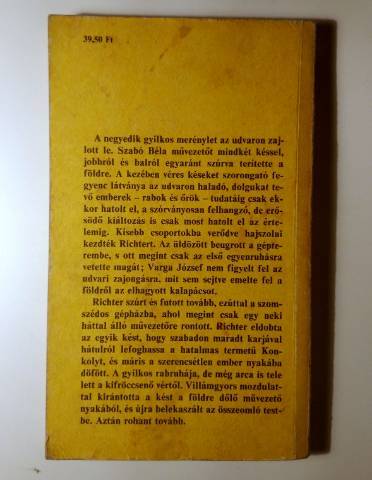 39,50 Ft
A negyedik gyilkos merénylet az udvaron zaj-
lott le. Szabó Béla művezetőt mindkét késsel,
jobbról és balról egyaránt szúrva terítette a
földre. A kezében véres késeket szorongató fe-
gyenc látványa az udvaron haladó, dolgukat te-
vő emberek – rabok és őrök – tudatáig csak ek-
kor hatolt el, a szórványosan felhangzó, de erő-
södő kiáltozás is csak most hatolt el az érte-
lemig. Kisebb csoportokba verődve hajszolni
kezdték Richtert. Az üldözött beugrott a gépte-
rembe, s ott megint csak az első egyenruhásra
vetette magát; Varga József nem figyelt fel az
udvari zajongásra, mit sem sejtve emelte fel a
földről az elhagyott kalapácsot.
Richter szúrt és futott tovább, ezúttal a szom-
szédos gépházba, ahol megint csak egy neki
háttal álló művezetőre rontott. Richter eldobta
az egyik kést, hogy szabadon maradt karjával
hátulról lefoghassa a hatalmas termetű Kon-
kolyt, és máris a szerencsétlen ember nyakába
döfött. A gyilkos rabruhája, de még arca is tele
lett a kifröccsenő vértől. Villámgyors mozdulat-
tal kirántotta a kést a földre dőlő művezető
nyakából, és újra belekaszált az összeomló test-
be. Aztán rohant tovább.